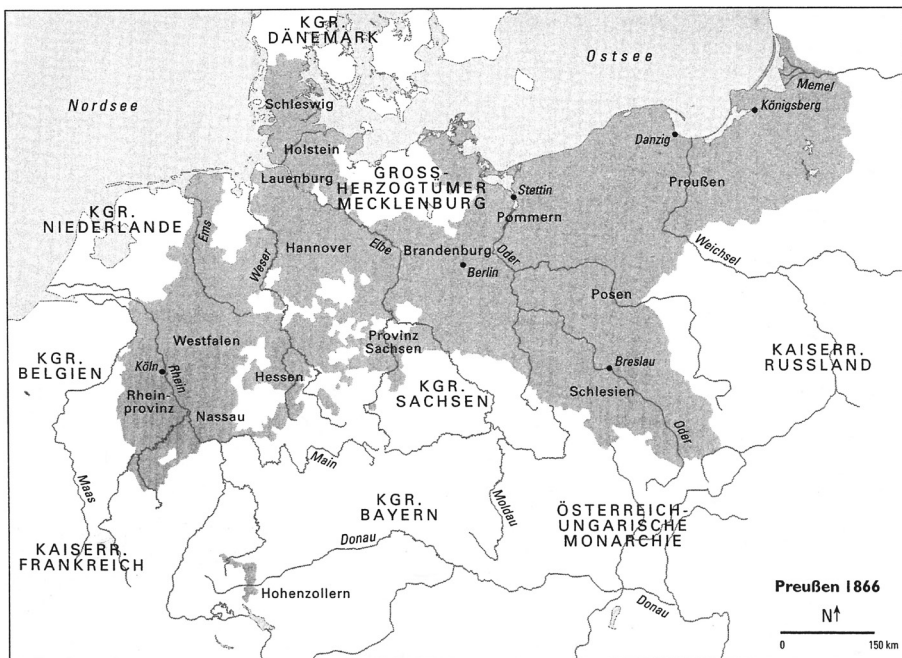 KGR.
DÄNEMARK
Ostsee
Nordsee
Schleswig
Memel
Königsberg
Danzig
Holstein
Lauenburg
GROSS-
HERZOGTÜMER
MECKLENBURG
Stettin
Preußen
Pommern
KGR.
NIEDERLANDE
Ems
Weser
Hannover
Elbe
Brandenburg
Oder
Weichsel
Berlin
Posen
Westfalen
Provinz
Sachsen
KGR.
BELGIEN
Köln
Rhein
Hessen
Breslau
KAISERR.
RUSSLAND
Rhein-
provinz
Nassau
KGR.
SACHSEN
Schlesien
Oder
Main
Maas
KGR.
BAYERN
Moldau
ÖSTERREICH-
UNGARISCHE
MONARCHIE
Donau
KAISERR.
FRANKREICH
Hohenzollern
Donau
Preußen 1866
N↑
0 150 km